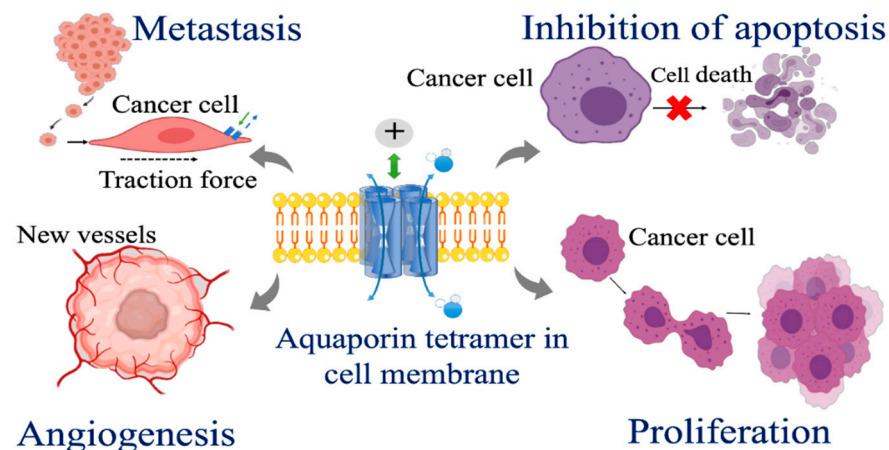 Metastasis
Cancer cell
Traction force
Inhibition of apoptosis
Cancer cell
Cell death
+
New vessels
Angiogenesis
Aquaporin tetramer in
cell membrane
Cancer cell
Proliferation